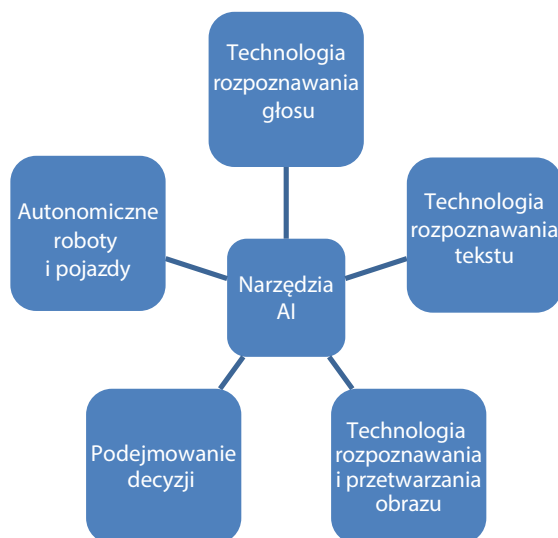 Technologia
rozpoznawania
głosu
Autonomiczne
roboty
i pojazdy
Technologia
rozpoznawania
tekstu
Narzędzia
AI
Podejmowanie
decyzji
Technologia
rozpoznawania
i przetwarzania
obrazu